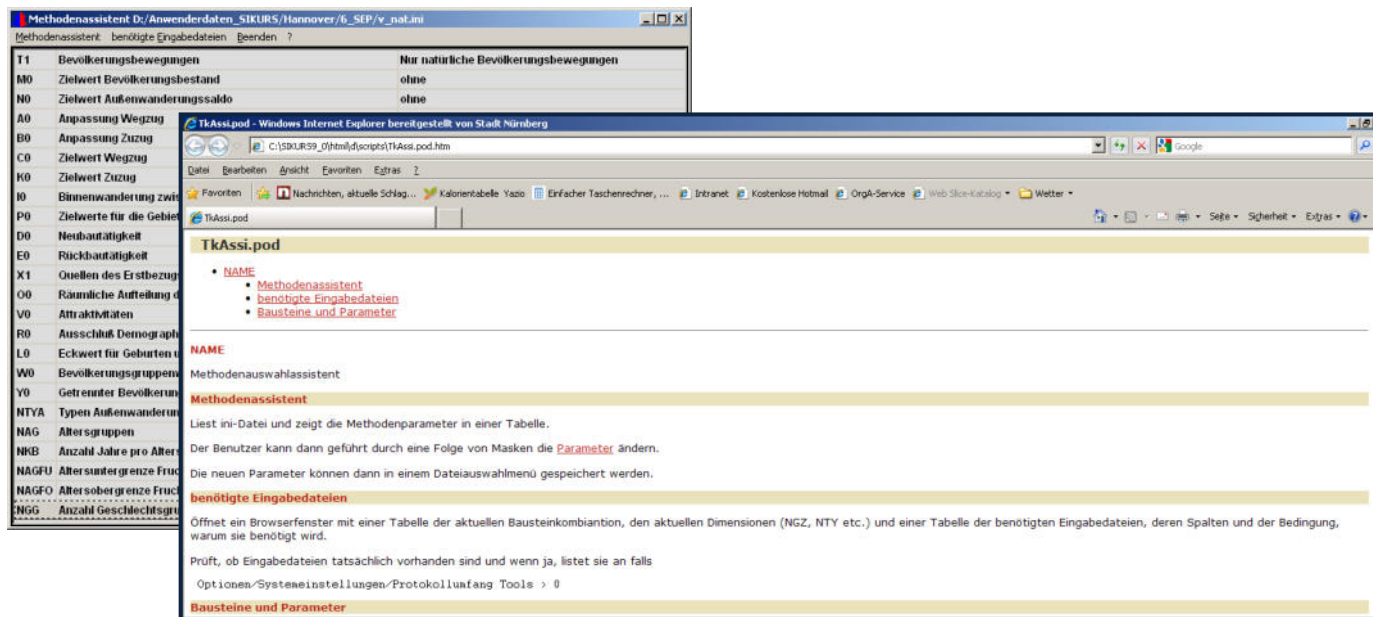 Methodenassistent D:/Anwenderdaten_SIKURS/Hannover/6_SEP/v_nat.ini
Methodenassistent benötigte Eingabedateien Beenden ?
T1 Bevölkerungsbewegungen Nur natürliche Bevölkerungsbewegungen
M0 Zielwert Bevölkerungsbestand ohne
N0 Zielwert Außenwanderungssaldo ohne
A0 Anpassung Wegzug
B0 Anpassung Zuzug
C0 Zielwert Wegzug
K0 Zielwert Zuzug
I0 Binnenwanderung zwis
P0 Zielwerte für die Gebiet
D0 Neubautätigkeit
E0 Rückbautätigkeit
X1 Quellen des Erstbezug
O0 Räumliche Aufteilung d
V0 Attraktivitäten
R0 Ausschluß Demograph
L0 Eckwert für Geburten u
W0 Bevölkerungsgruppenw
Y0 Getrennter Bevölkerun
NTYA Typen Außenwanderun
NAG Altersgruppen
NKB Anzahl Jahre pro Alters
NAGFU Altersuntergrenze Fruc
NAGFO Altersobergrenze Fruch
NGG Anzahl Geschlechtsgru
TkAssi.pod - Windows Internet Explorer bereitgestellt von Stadt Nürnberg
C:\SIKURS9_0\html\d\scripts\TkAssi.pod.htm
Google
Datei Bearbeiten Ansicht Favoriten Extras ?
Favoriten Nachrichten, aktuelle Schlag... Kalorientabelle Yazio Einfacher Taschenrechner, ... Intranet Kostenlose Hotmail OrgA-Service Web Slice-Katalog Wetter
TkAssi.pod Seite Sicherheit Extras
TkAssi.pod
NAME
Methodenassistent
benötigte Eingabedateien
Bausteine und Parameter
NAME
Methodenauswahlassistent
Methodenassistent
Liest ini-Datei und zeigt die Methodenparameter in einer Tabelle.
Der Benutzer kann dann geführt durch eine Folge von Masken die Parameter ändern.
Die neuen Parameter können dann in einem Dateiauswahlmenü gespeichert werden.
benötigte Eingabedateien
Öffnet ein Browserfenster mit einer Tabelle der aktuellen Bausteinkombiantion, den aktuellen Dimensionen (NGZ, NTY etc.) und einer Tabelle der benötigten Eingabedateien, deren Spalten und der Bedingung,
warum sie benötigt wird.
Prüft, ob Eingabedateien tatsächlich vorhanden sind und wenn ja, listet sie an falls
Optionen/Systemeinstellungen/Protokollumfang Tools > 0
Bausteine und Parameter